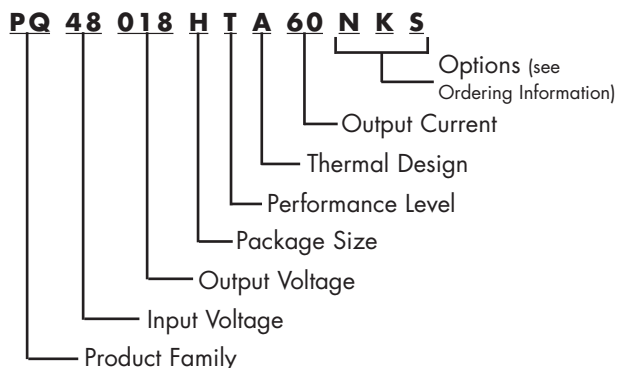 PQ 48 018 H T A 60 N K S
Options (see
Ordering Information)
Output Current
Thermal Design
Performance Level
Package Size
Output Voltage
Input Voltage
Product Family